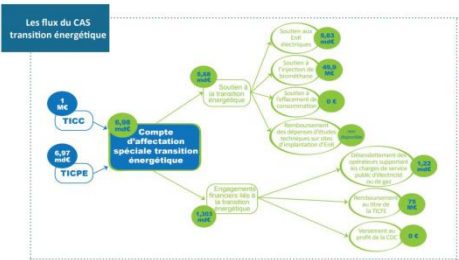 Les flux du CAS
transition énergétique
1
M€
TICC
6,97
md€
TICPE
6,98
md€
Compte
d'affectation
spéciale transition
énergétique
5,68
md€
Soutien à
la transition
énergétique
Soutien aux
EnR
électriques
5,63
md€
Soutien à
l'injection de
biométhane
M€
Soutien à
l'effacement de
consommation
0 €
Remboursement
des dépenses d'études
techniques sur sites
d'implantation d'EnR
non
Engagements
financiers liés à
la transition
énergétique
1,303
md€
Désendettement des
opérateurs supportant
les charges de service
public d'électricité
ou de gaz
1,22
md€
Remboursement
au titre de
la TICFE
M€
Versement au
profit de la CDC
0 €